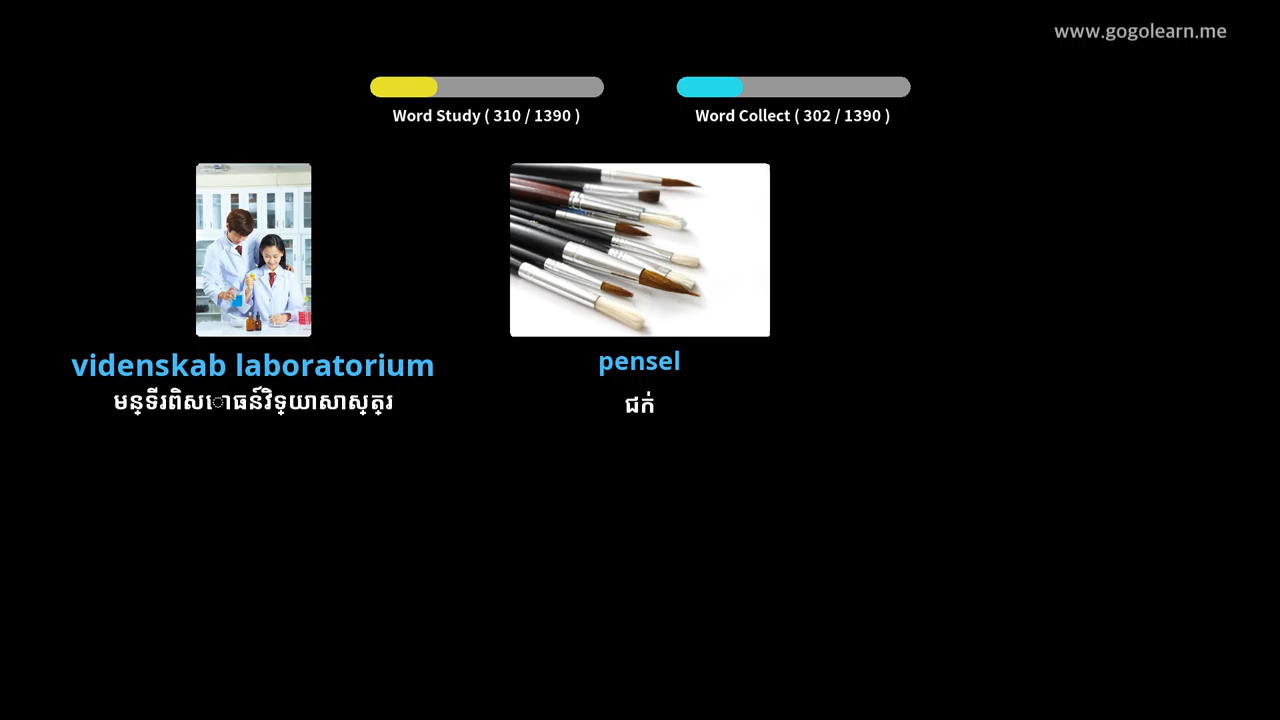 www.gogolearn.me
Word Study ( 310 / 1390 )
Word Collect ( 302 / 1390 )
videnskab laboratorium
មន្ទីរពិសោធន៍វិទ្យាសាស្ត្រ
pensel
ជក់